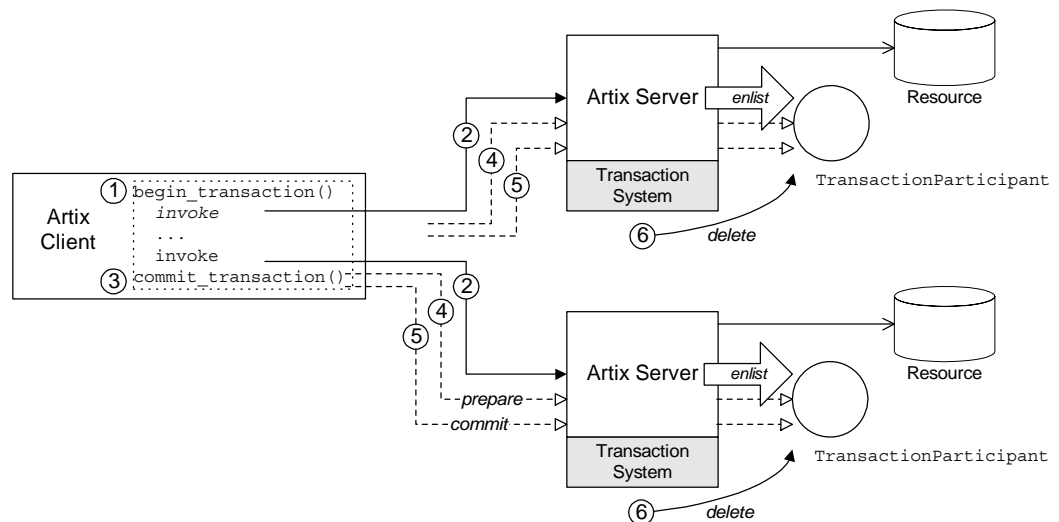 Artix Server
Transaction
System
enlist
Resource
TransactionParticipant
6
delete
2
4
5
Artix
Client
1
begin_transaction()
invoke
...
invoke
3
commit_transaction()
2
4
5
prepare
commit
Artix Server
Transaction
System
enlist
Resource
TransactionParticipant
6
delete